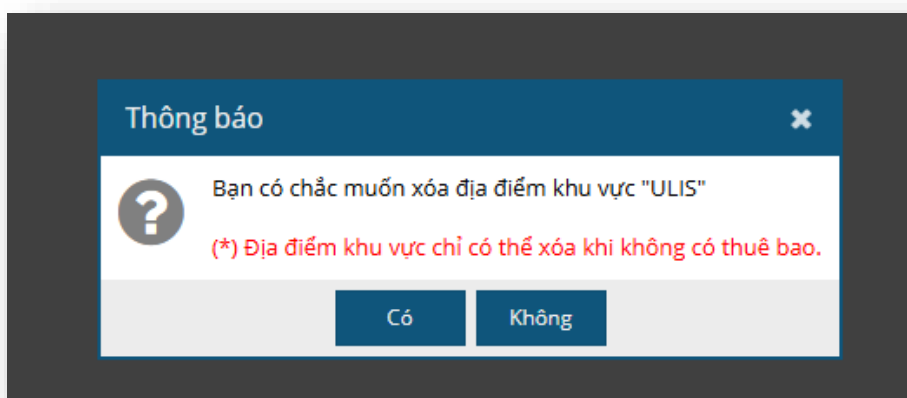 Thông báo
Bạn có chắc muốn xóa địa điểm khu vực "ULIS"
(*) Địa điểm khu vực chỉ có thể xóa khi không có thuê bao.
Có
Không